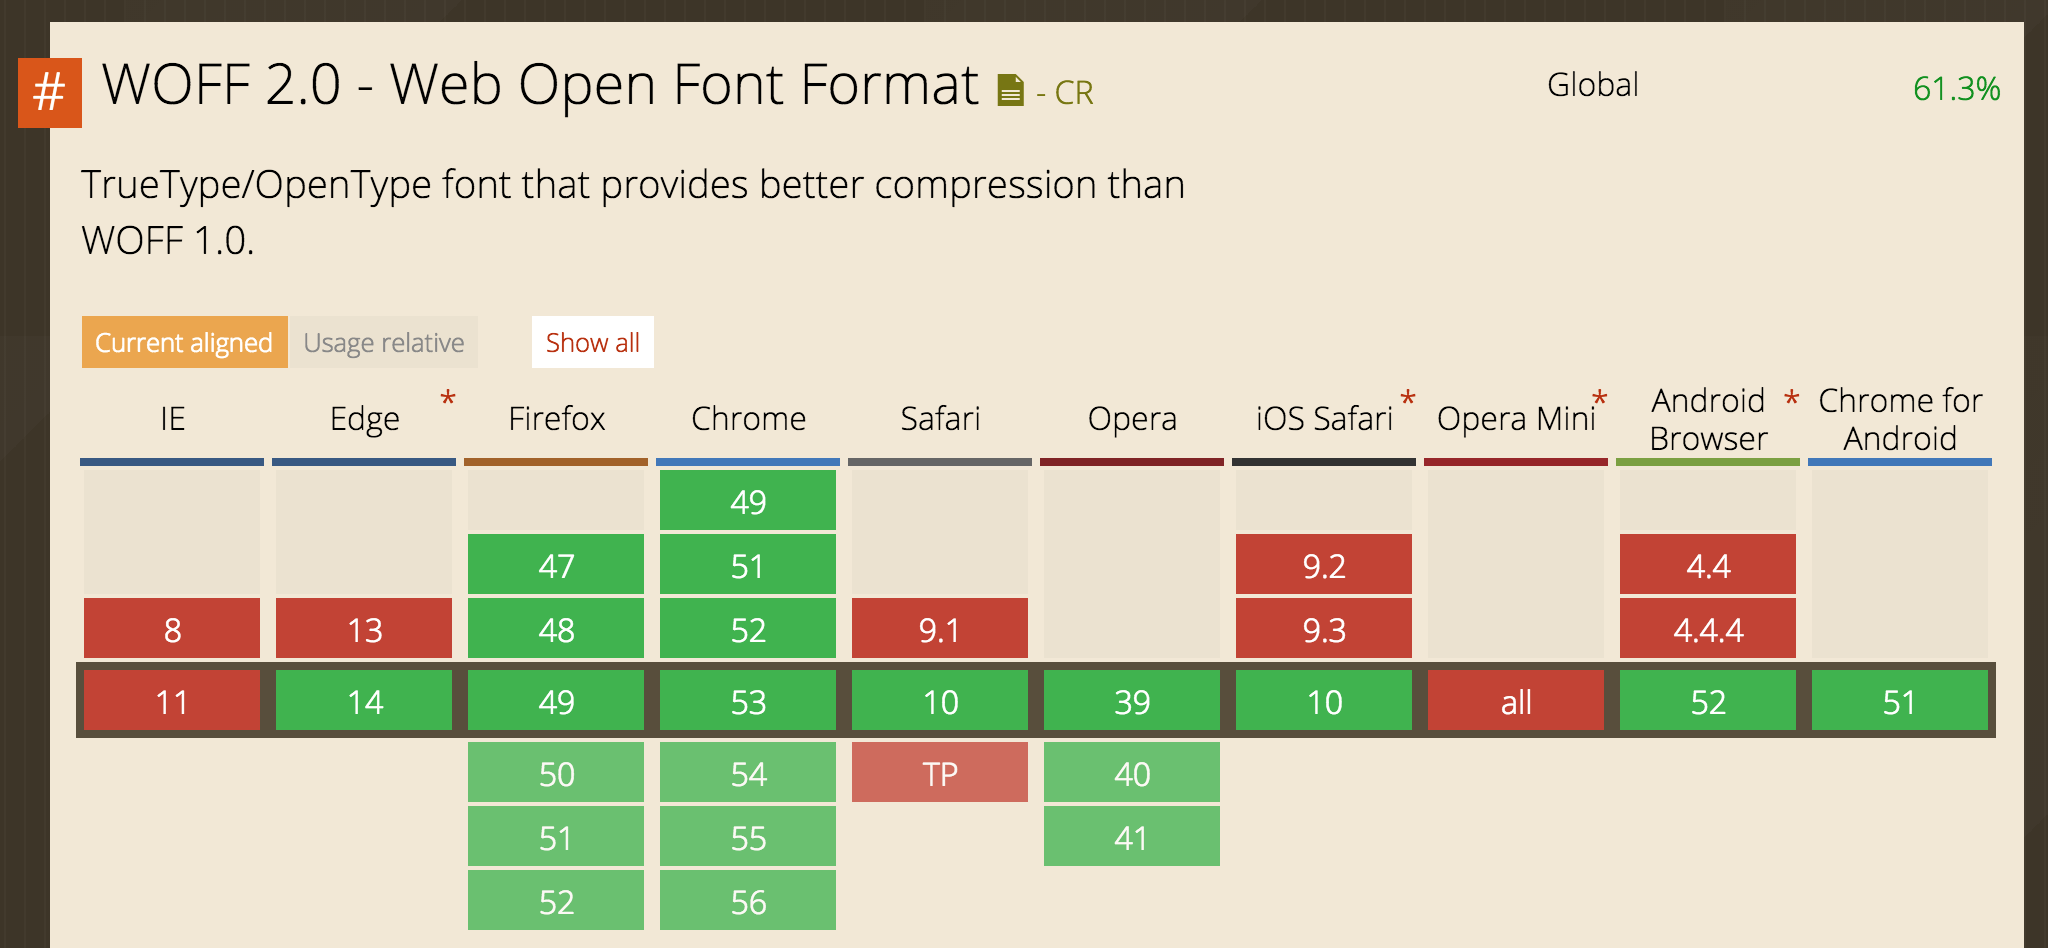 # WOFF 2.0 - Web Open Font Format - CR Global 61.3%
TrueType/OpenType font that provides better compression than
WOFF 1.0.
Current aligned Usage relative Show all
IE Edge * Firefox Chrome Safari Opera iOS Safari * Opera Mini * Android Browser * Chrome for Android
49
47 51 9.2 4.4
8 13 48 52 9.1 9.3 4.4.4
11 14 49 53 10 39 10 all 52 51
50 54 TP 40
51 55 41
52 56